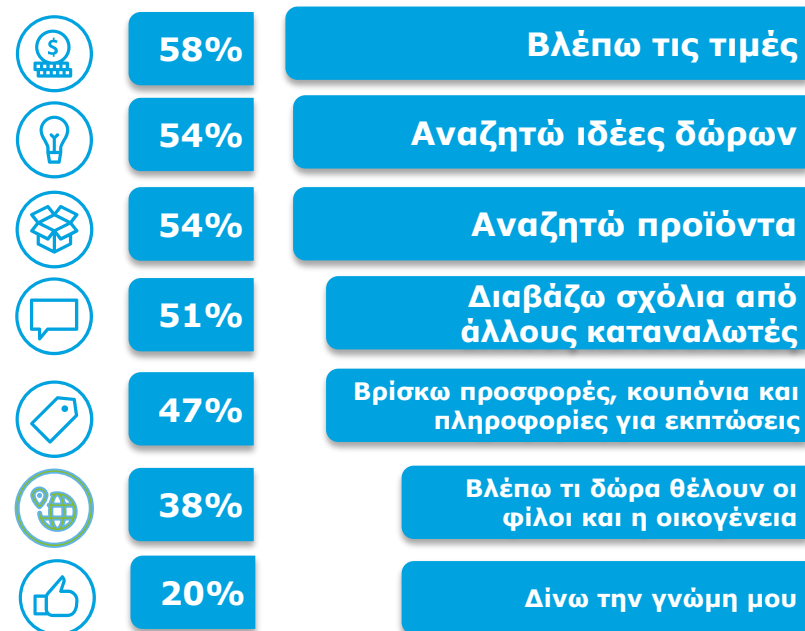 $
58%
Βλέπω τις τιμές
54%
Αναζητώ ιδέες δώρων
54%
Αναζητώ προϊόντα
51%
Διαβάζω σχόλια από
άλλους καταναλωτές
47%
Βρίσκω προσφορές, κουπόνια και
πληροφορίες για εκπτώσεις
38%
Βλέπω τι δώρα θέλουν οι
φίλοι και η οικογένεια
20%
Δίνω την γνώμη μου